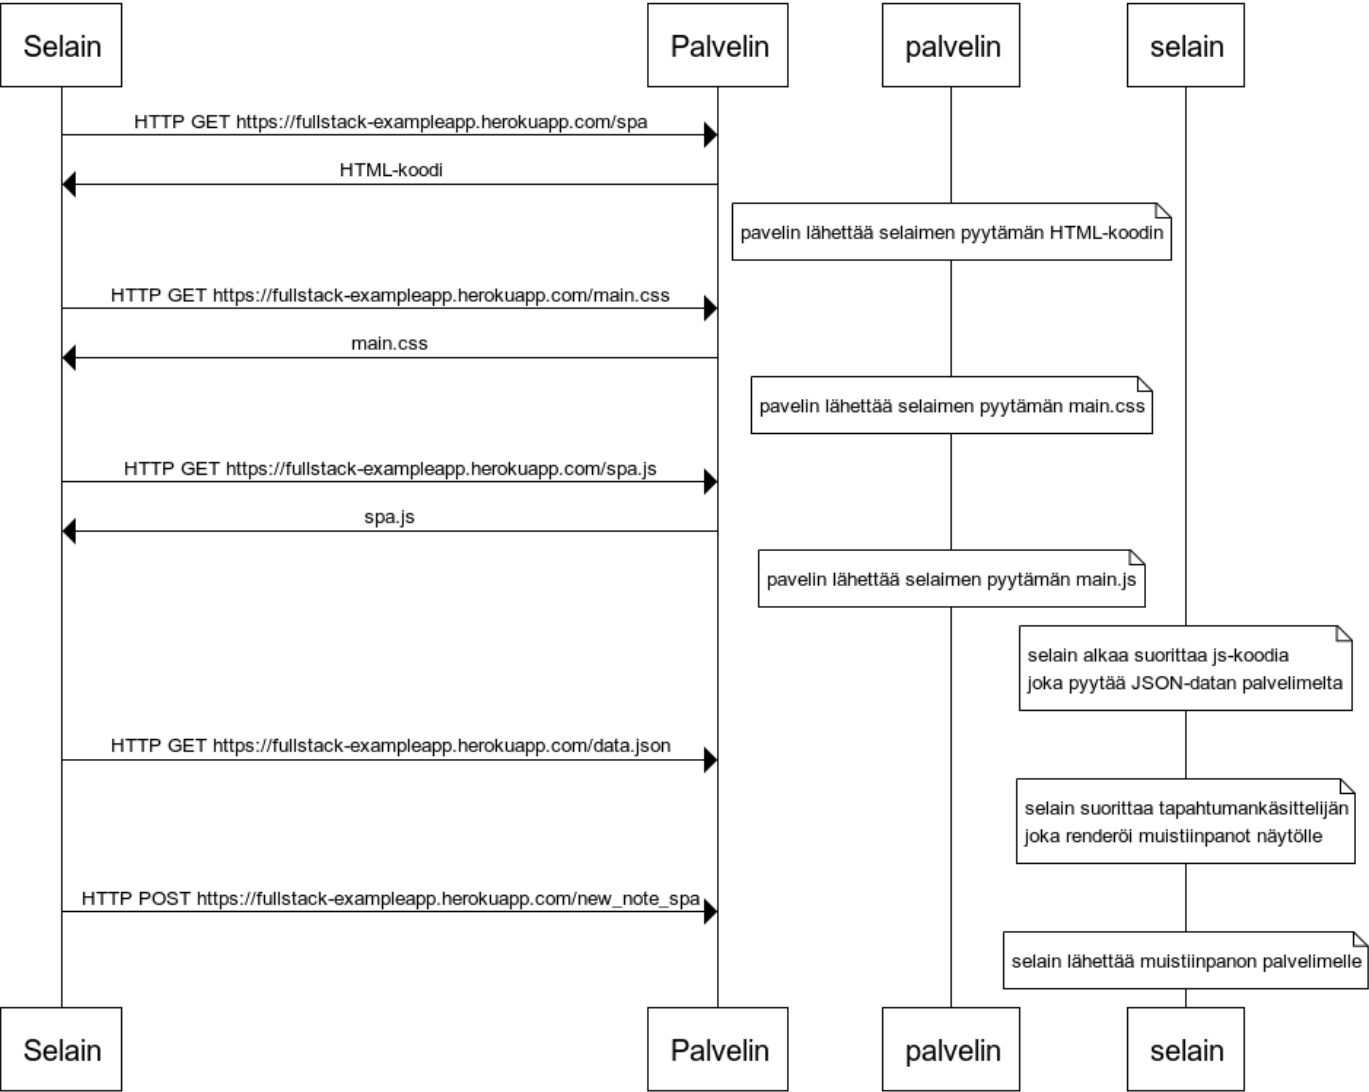 Selain
Palvelin
palvelin
selain
HTTP GET https://fullstack-exampleapp.herokuapp.com/spa
HTML-koodi
pavelin lähettää selaimen pyytämän HTML-koodin
HTTP GET https://fullstack-exampleapp.herokuapp.com/main.css
main.css
pavelin lähettää selaimen pyytämän main.css
HTTP GET https://fullstack-exampleapp.herokuapp.com/spa.js
spa.js
pavelin lähettää selaimen pyytämän main.js
selain alkaa suorittaa js-koodia
joka pyytää JSON-datan palvelimelta
HTTP GET https://fullstack-exampleapp.herokuapp.com/data.json
selain suorittaa tapahtumankäsittelijän
joka renderöi muistiinpanot näytölle
HTTP POST https://fullstack-exampleapp.herokuapp.com/new_note_spa
selain lähettää muistiinpanon palvelimelle
Selain
Palvelin
palvelin
selain